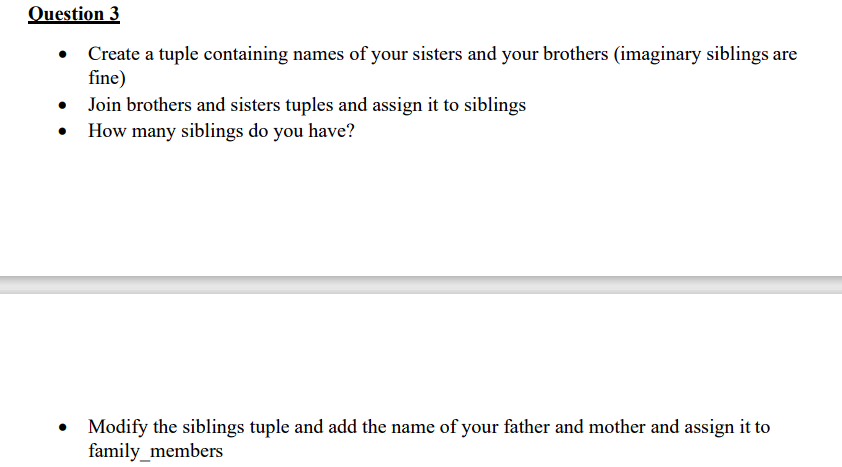 Question 3
• Create a tuple containing names of your sisters and your brothers (imaginary siblings are
fine)
• Join brothers and sisters tuples and assign it to siblings
• How many siblings do you have?
• Modify the siblings tuple and add the name of your father and mother and assign it to
family_members